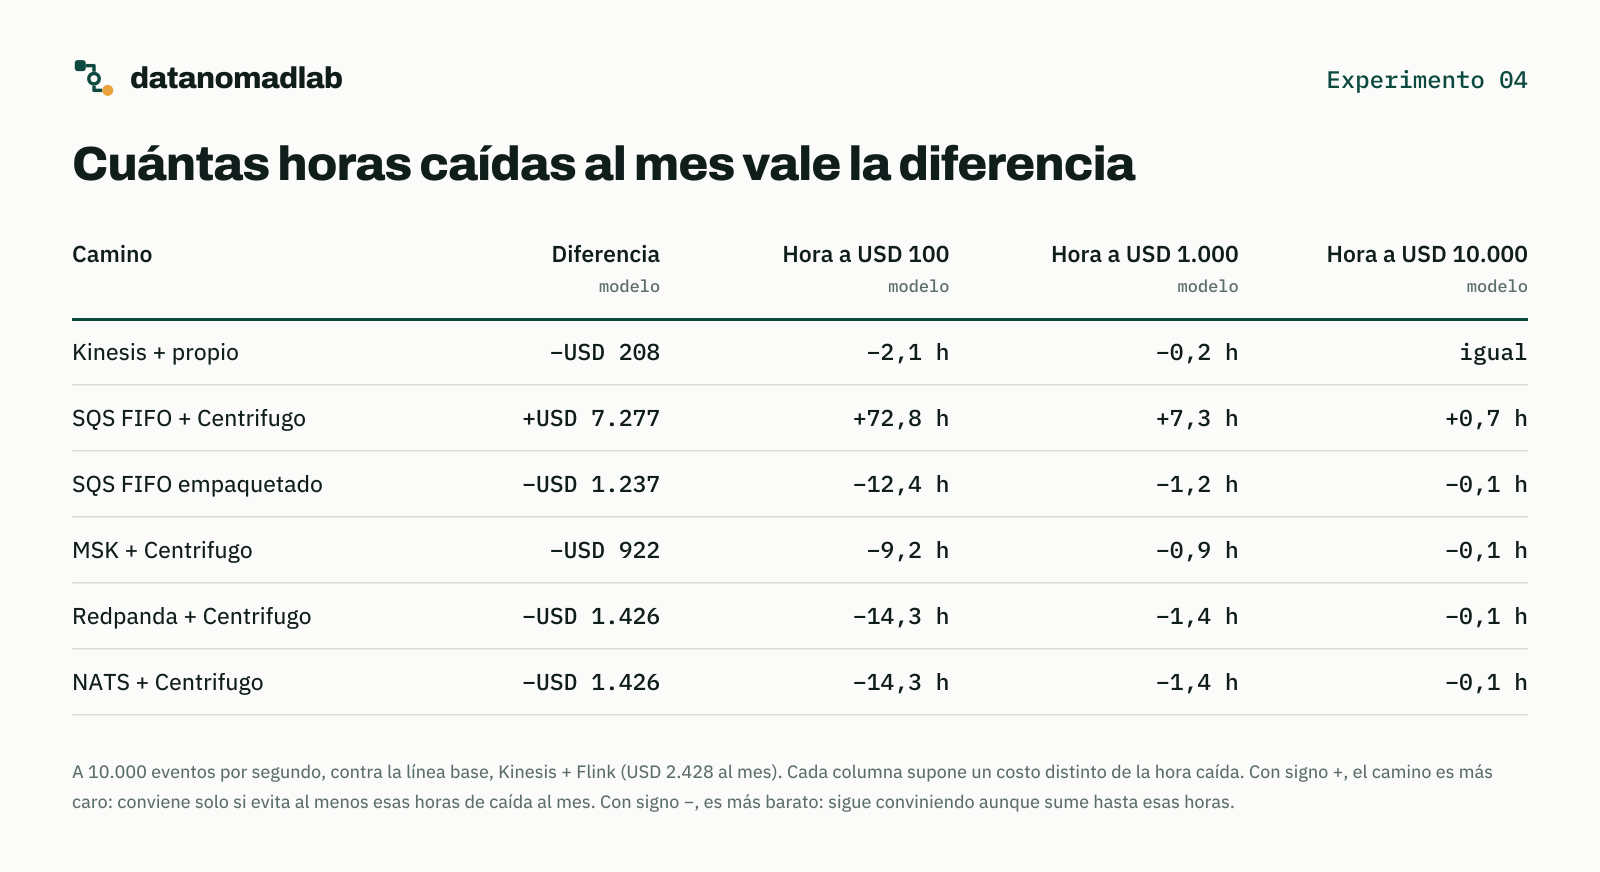 datanomadlab
Experimento 04
Cuántas horas caídas al mes vale la diferencia
Camino Diferencia Hora a USD 100 Hora a USD 1.000 Hora a USD 10.000
modelo modelo modelo modelo
Kinesis + propio −USD 208 −2,1 h −0,2 h igual
SQS FIFO + Centrifugo +USD 7.277 +72,8 h +7,3 h +0,7 h
SQS FIFO empaquetado −USD 1.237 −12,4 h −1,2 h −0,1 h
MSK + Centrifugo −USD 922 −9,2 h −0,9 h −0,1 h
Redpanda + Centrifugo −USD 1.426 −14,3 h −1,4 h −0,1 h
NATS + Centrifugo −USD 1.426 −14,3 h −1,4 h −0,1 h
A 10.000 eventos por segundo, contra la línea base, Kinesis + Flink (USD 2.428 al mes). Cada columna supone un costo distinto de la hora caída. Con signo +, el camino es más
caro: conviene solo si evita al menos esas horas de caída al mes. Con signo −, es más barato: sigue conviniendo aunque sume hasta esas horas.